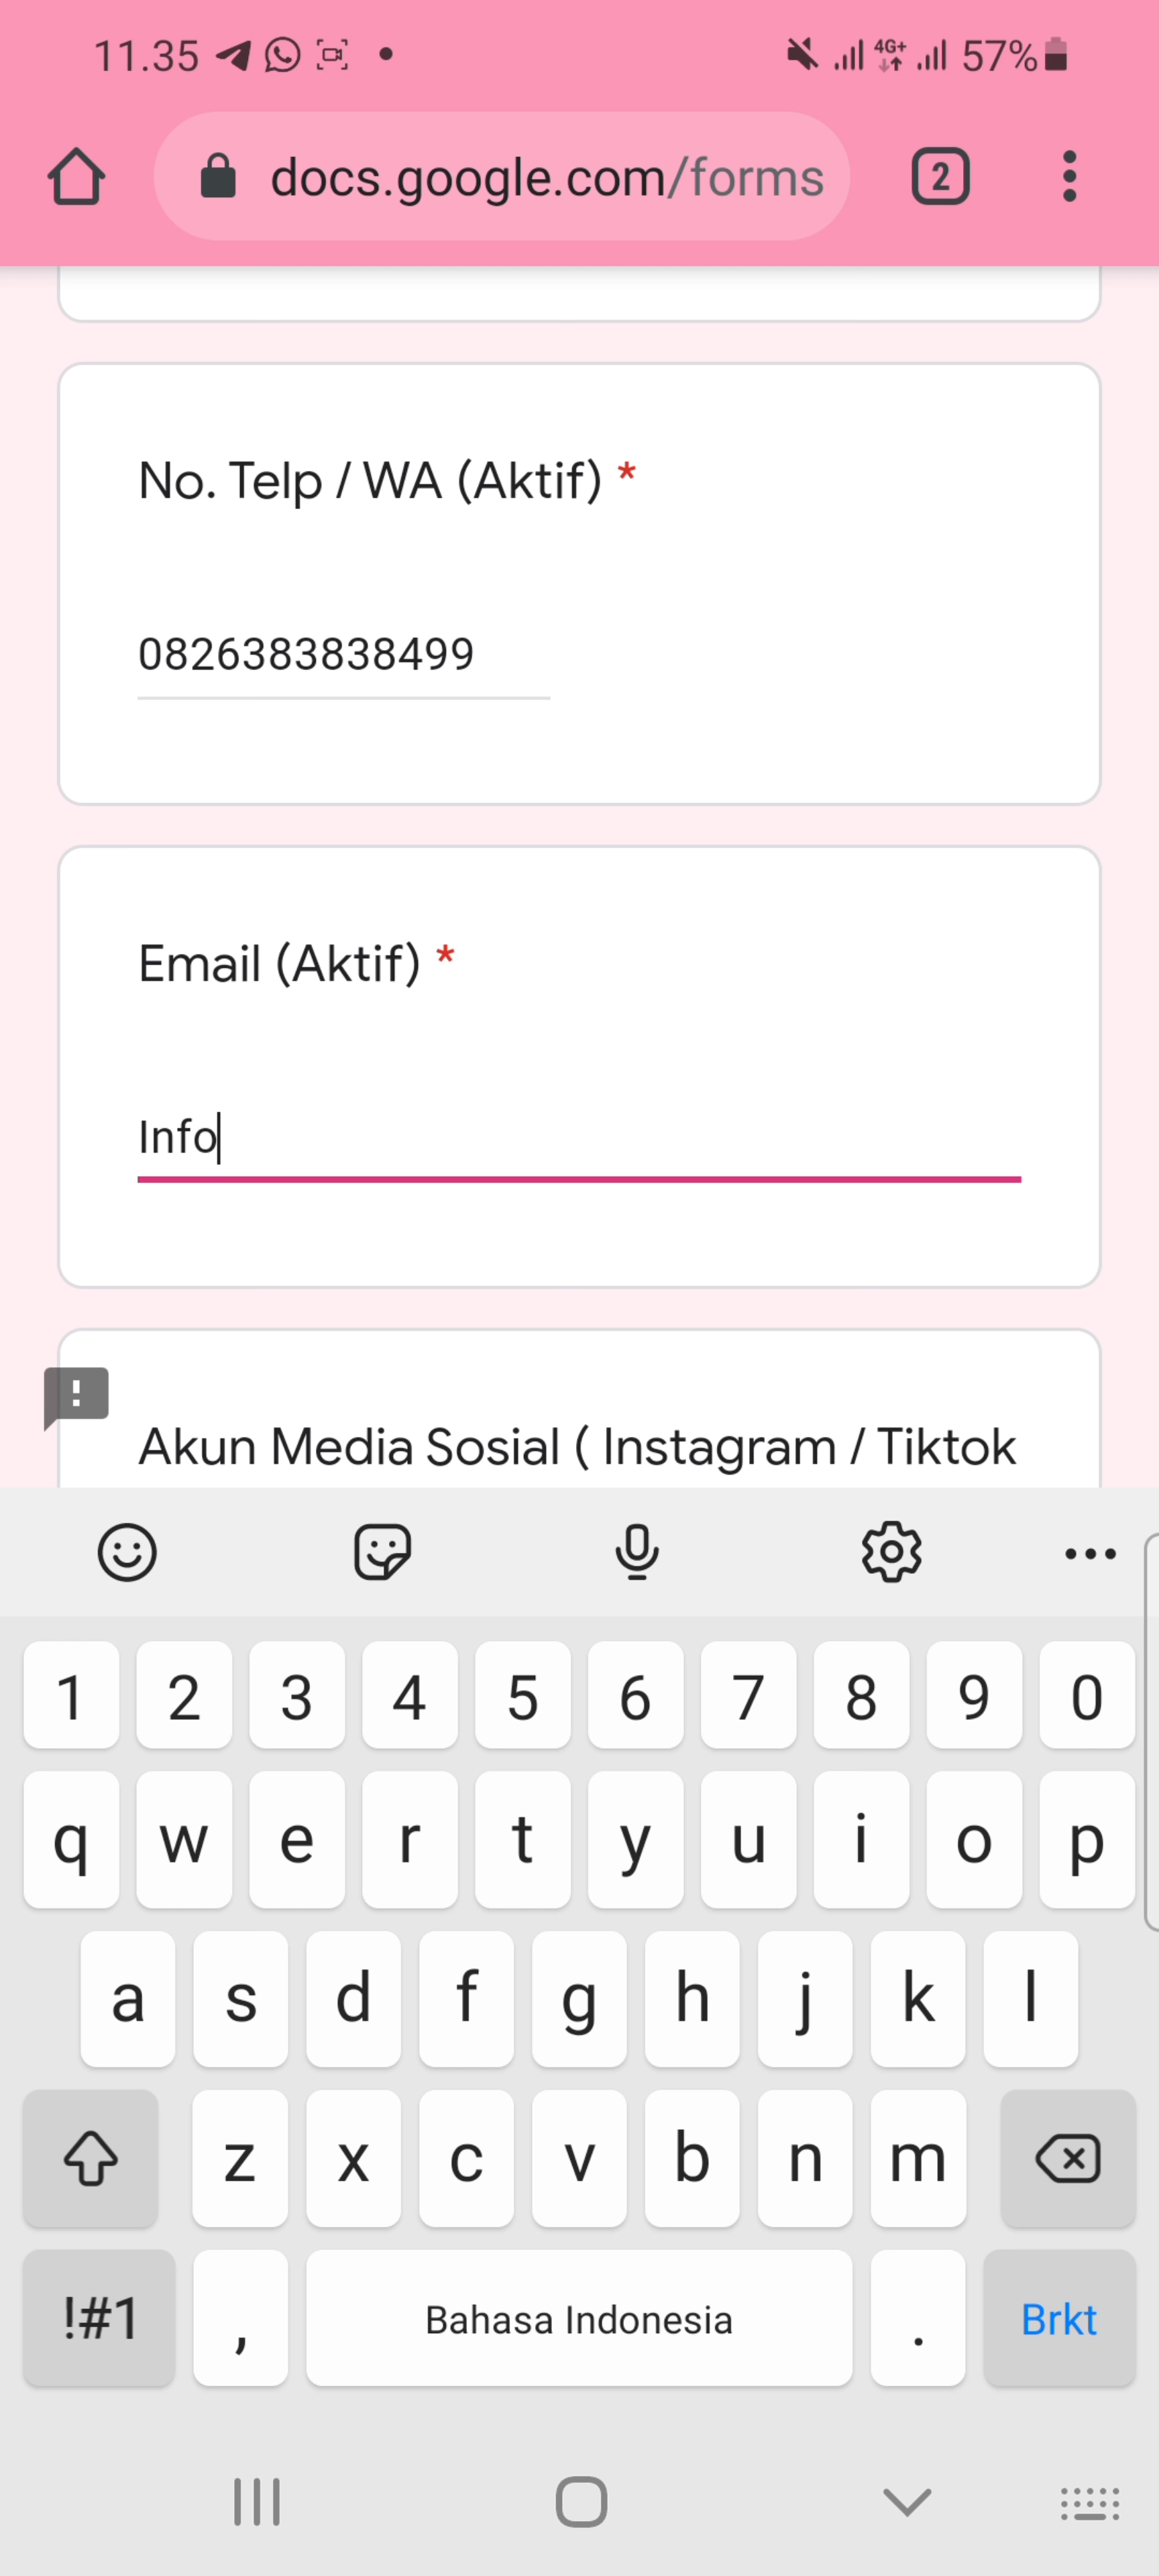 11.35 57%
docs.google.com/forms 2
No. Telp / WA (Aktif) *
0826383838499
Email (Aktif) *
Info
Akun Media Sosial ( Instagram / Tiktok
1 2 3 4 5 6 7 8 9 0
q w e r t y u i o p
a s d f g h j k l
z x c v b n m
!#1 , Bahasa Indonesia . Brkt